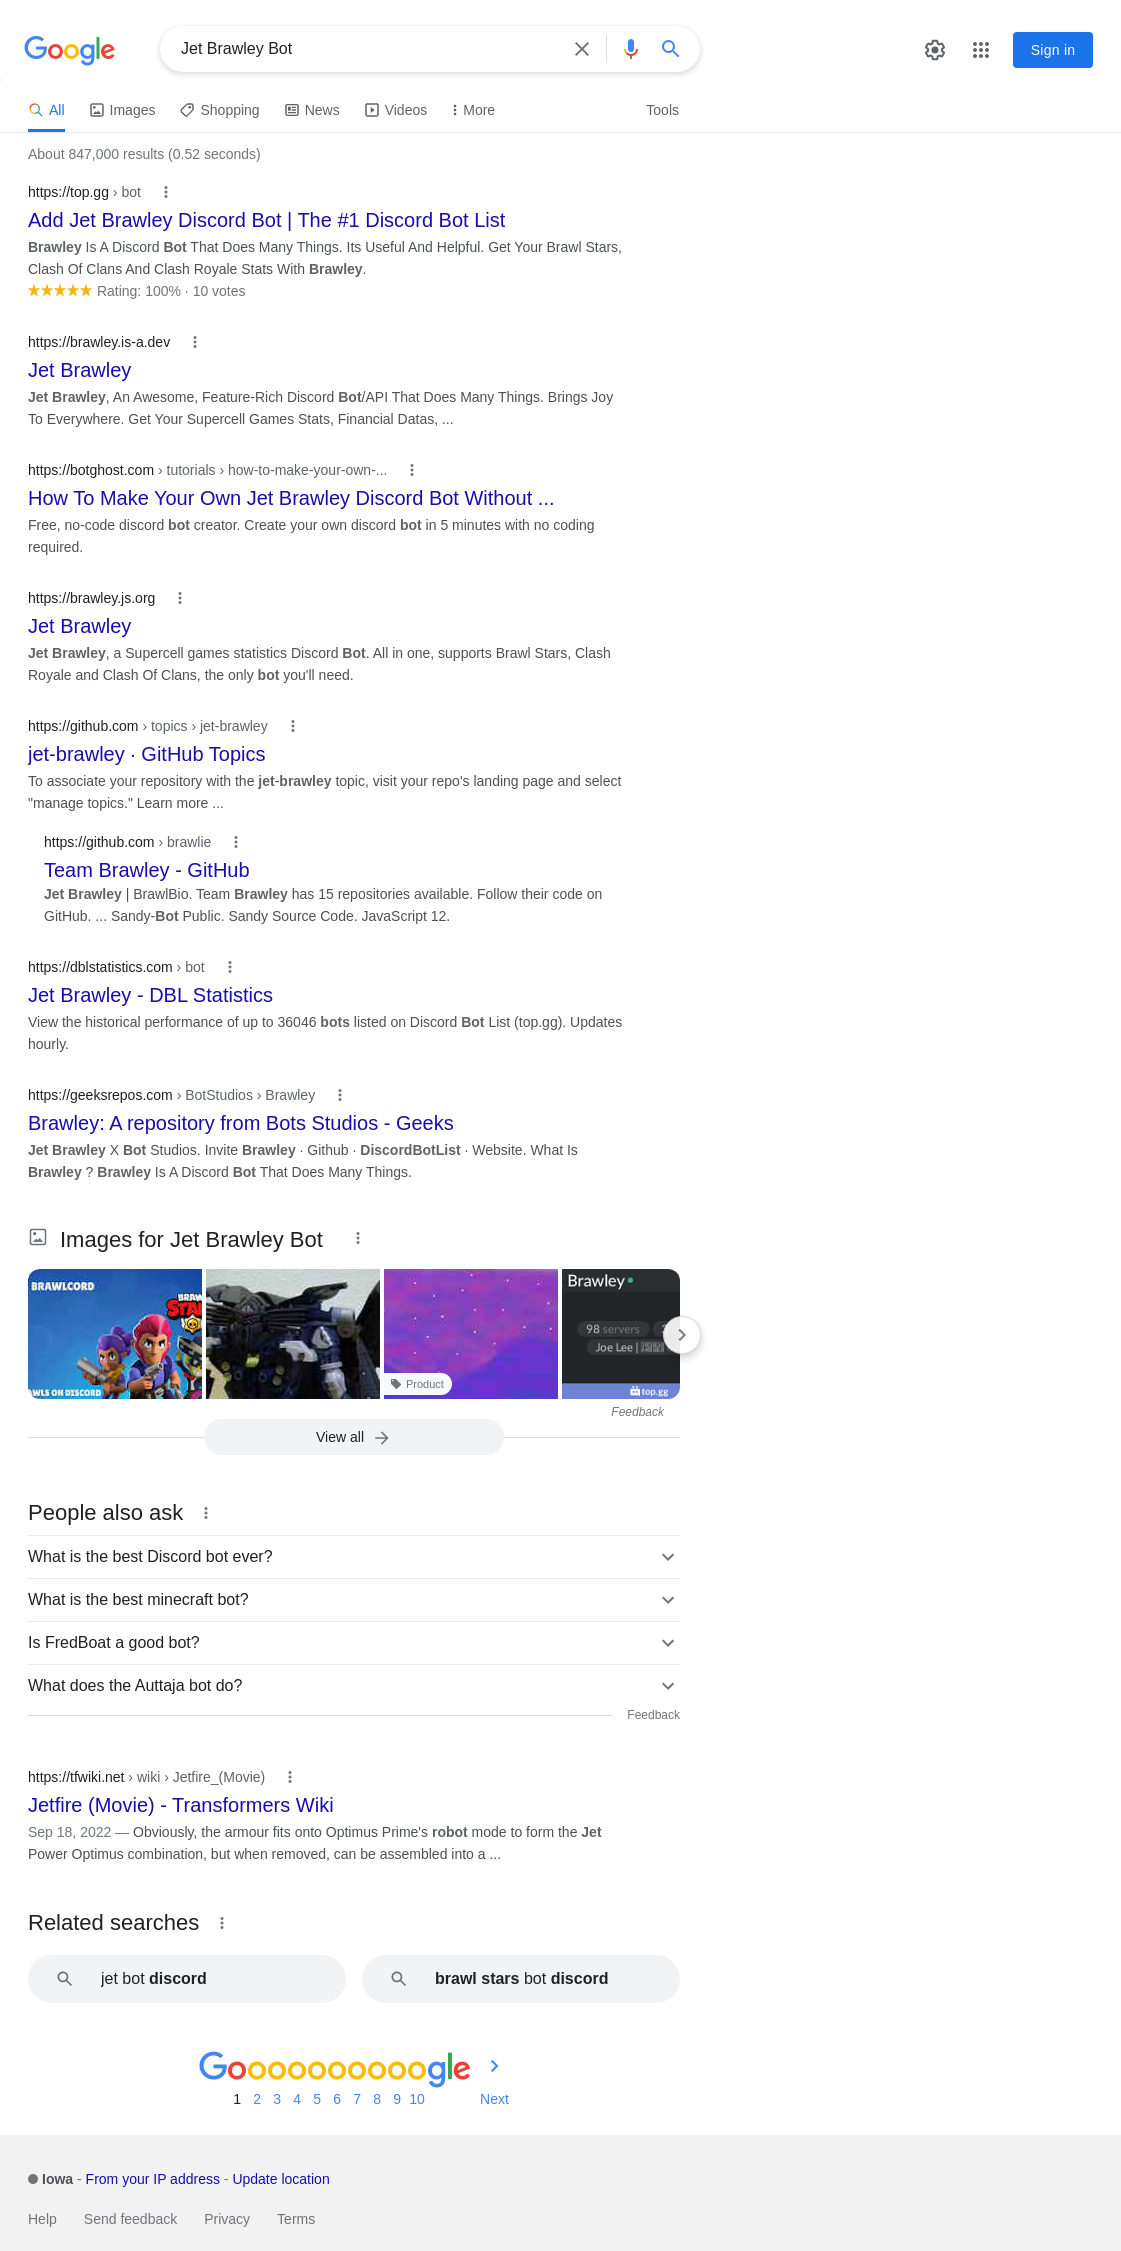 Google
Jet Brawley Bot
Sign in
All
Images
Shopping
News
Videos
More
Tools
About 847,000 results (0.52 seconds)
https://top.gg › bot
Add Jet Brawley Discord Bot | The #1 Discord Bot List
Brawley Is A Discord Bot That Does Many Things. Its Useful And Helpful. Get Your Brawl Stars,
Clash Of Clans And Clash Royale Stats With Brawley.
Rating: 100% · 10 votes
https://brawley.is-a.dev
Jet Brawley
Jet Brawley, An Awesome, Feature-Rich Discord Bot/API That Does Many Things. Brings Joy
To Everywhere. Get Your Supercell Games Stats, Financial Datas, ...
https://botghost.com › tutorials › how-to-make-your-own-...
How To Make Your Own Jet Brawley Discord Bot Without ...
Free, no-code discord bot creator. Create your own discord bot in 5 minutes with no coding
required.
https://brawley.js.org
Jet Brawley
Jet Brawley, a Supercell games statistics Discord Bot. All in one, supports Brawl Stars, Clash
Royale and Clash Of Clans, the only bot you'll need.
https://github.com › topics › jet-brawley
jet-brawley · GitHub Topics
To associate your repository with the jet-brawley topic, visit your repo's landing page and select
"manage topics." Learn more ...
https://github.com › brawlie
Team Brawley - GitHub
Jet Brawley | BrawlBio. Team Brawley has 15 repositories available. Follow their code on
GitHub. ... Sandy-Bot Public. Sandy Source Code. JavaScript 12.
https://dblstatistics.com › bot
Jet Brawley - DBL Statistics
View the historical performance of up to 36046 bots listed on Discord Bot List (top.gg). Updates
hourly.
https://geeksrepos.com › BotStudios › Brawley
Brawley: A repository from Bots Studios - Geeks
Jet Brawley X Bot Studios. Invite Brawley · Github · DiscordBotList · Website. What Is
Brawley ? Brawley Is A Discord Bot That Does Many Things.
Images for Jet Brawley Bot
BRAWLCORD
AWLS ON DISCORD
Product
Brawley
98 servers
Joe Lee |
top.gg
Feedback
View all
People also ask
What is the best Discord bot ever?
What is the best minecraft bot?
Is FredBoat a good bot?
What does the Auttaja bot do?
Feedback
https://tfwiki.net › wiki › Jetfire_(Movie)
Jetfire (Movie) - Transformers Wiki
Sep 18, 2022 — Obviously, the armour fits onto Optimus Prime's robot mode to form the Jet
Power Optimus combination, but when removed, can be assembled into a ...
Related searches
jet bot discord
brawl stars bot discord
Goooooooooogle
1 2 3 4 5 6 7 8 9 10 Next
Iowa - From your IP address - Update location
Help
Send feedback
Privacy
Terms